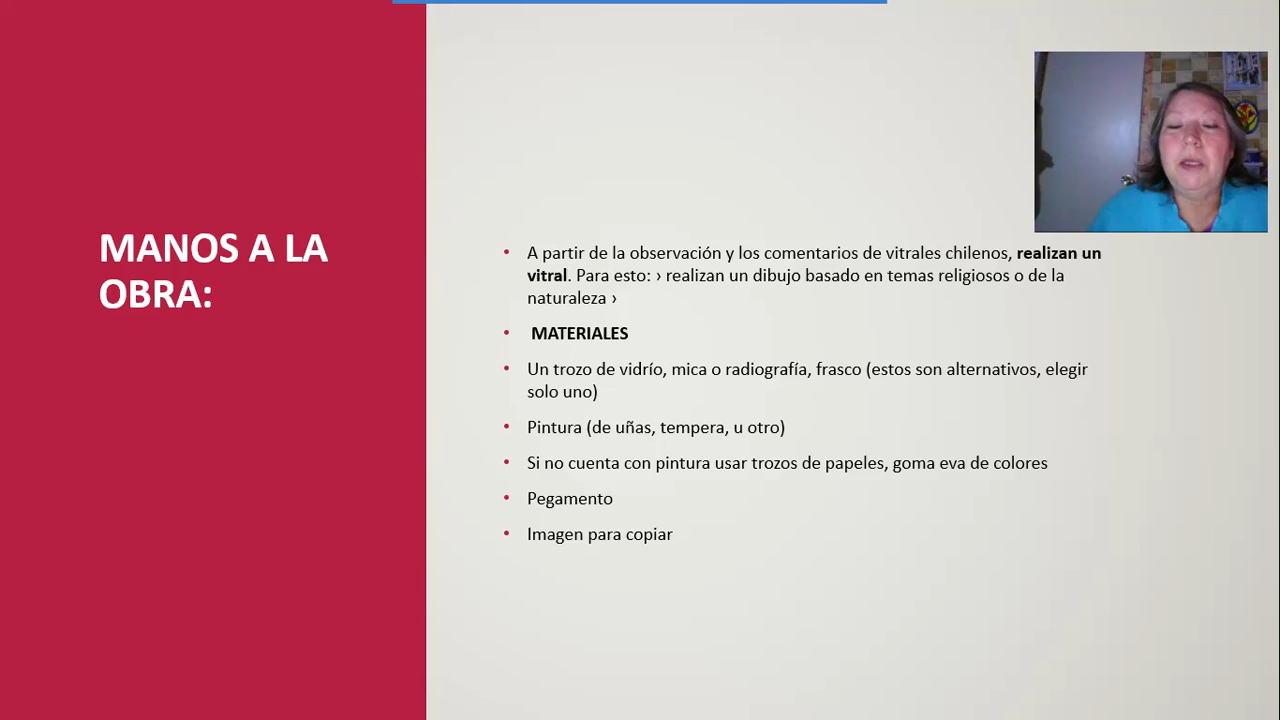 MANOS A LA
OBRA:
• A partir de la observación y los comentarios de vitrales chilenos, realizan un
vitral. Para esto: › realizan un dibujo basado en temas religiosos o de la
naturaleza ›
• MATERIALES
• Un trozo de vidrío, mica o radiografía, frasco (estos son alternativos, elegir
solo uno)
• Pintura (de uñas, tempera, u otro)
• Si no cuenta con pintura usar trozos de papeles, goma eva de colores
• Pegamento
• Imagen para copiar